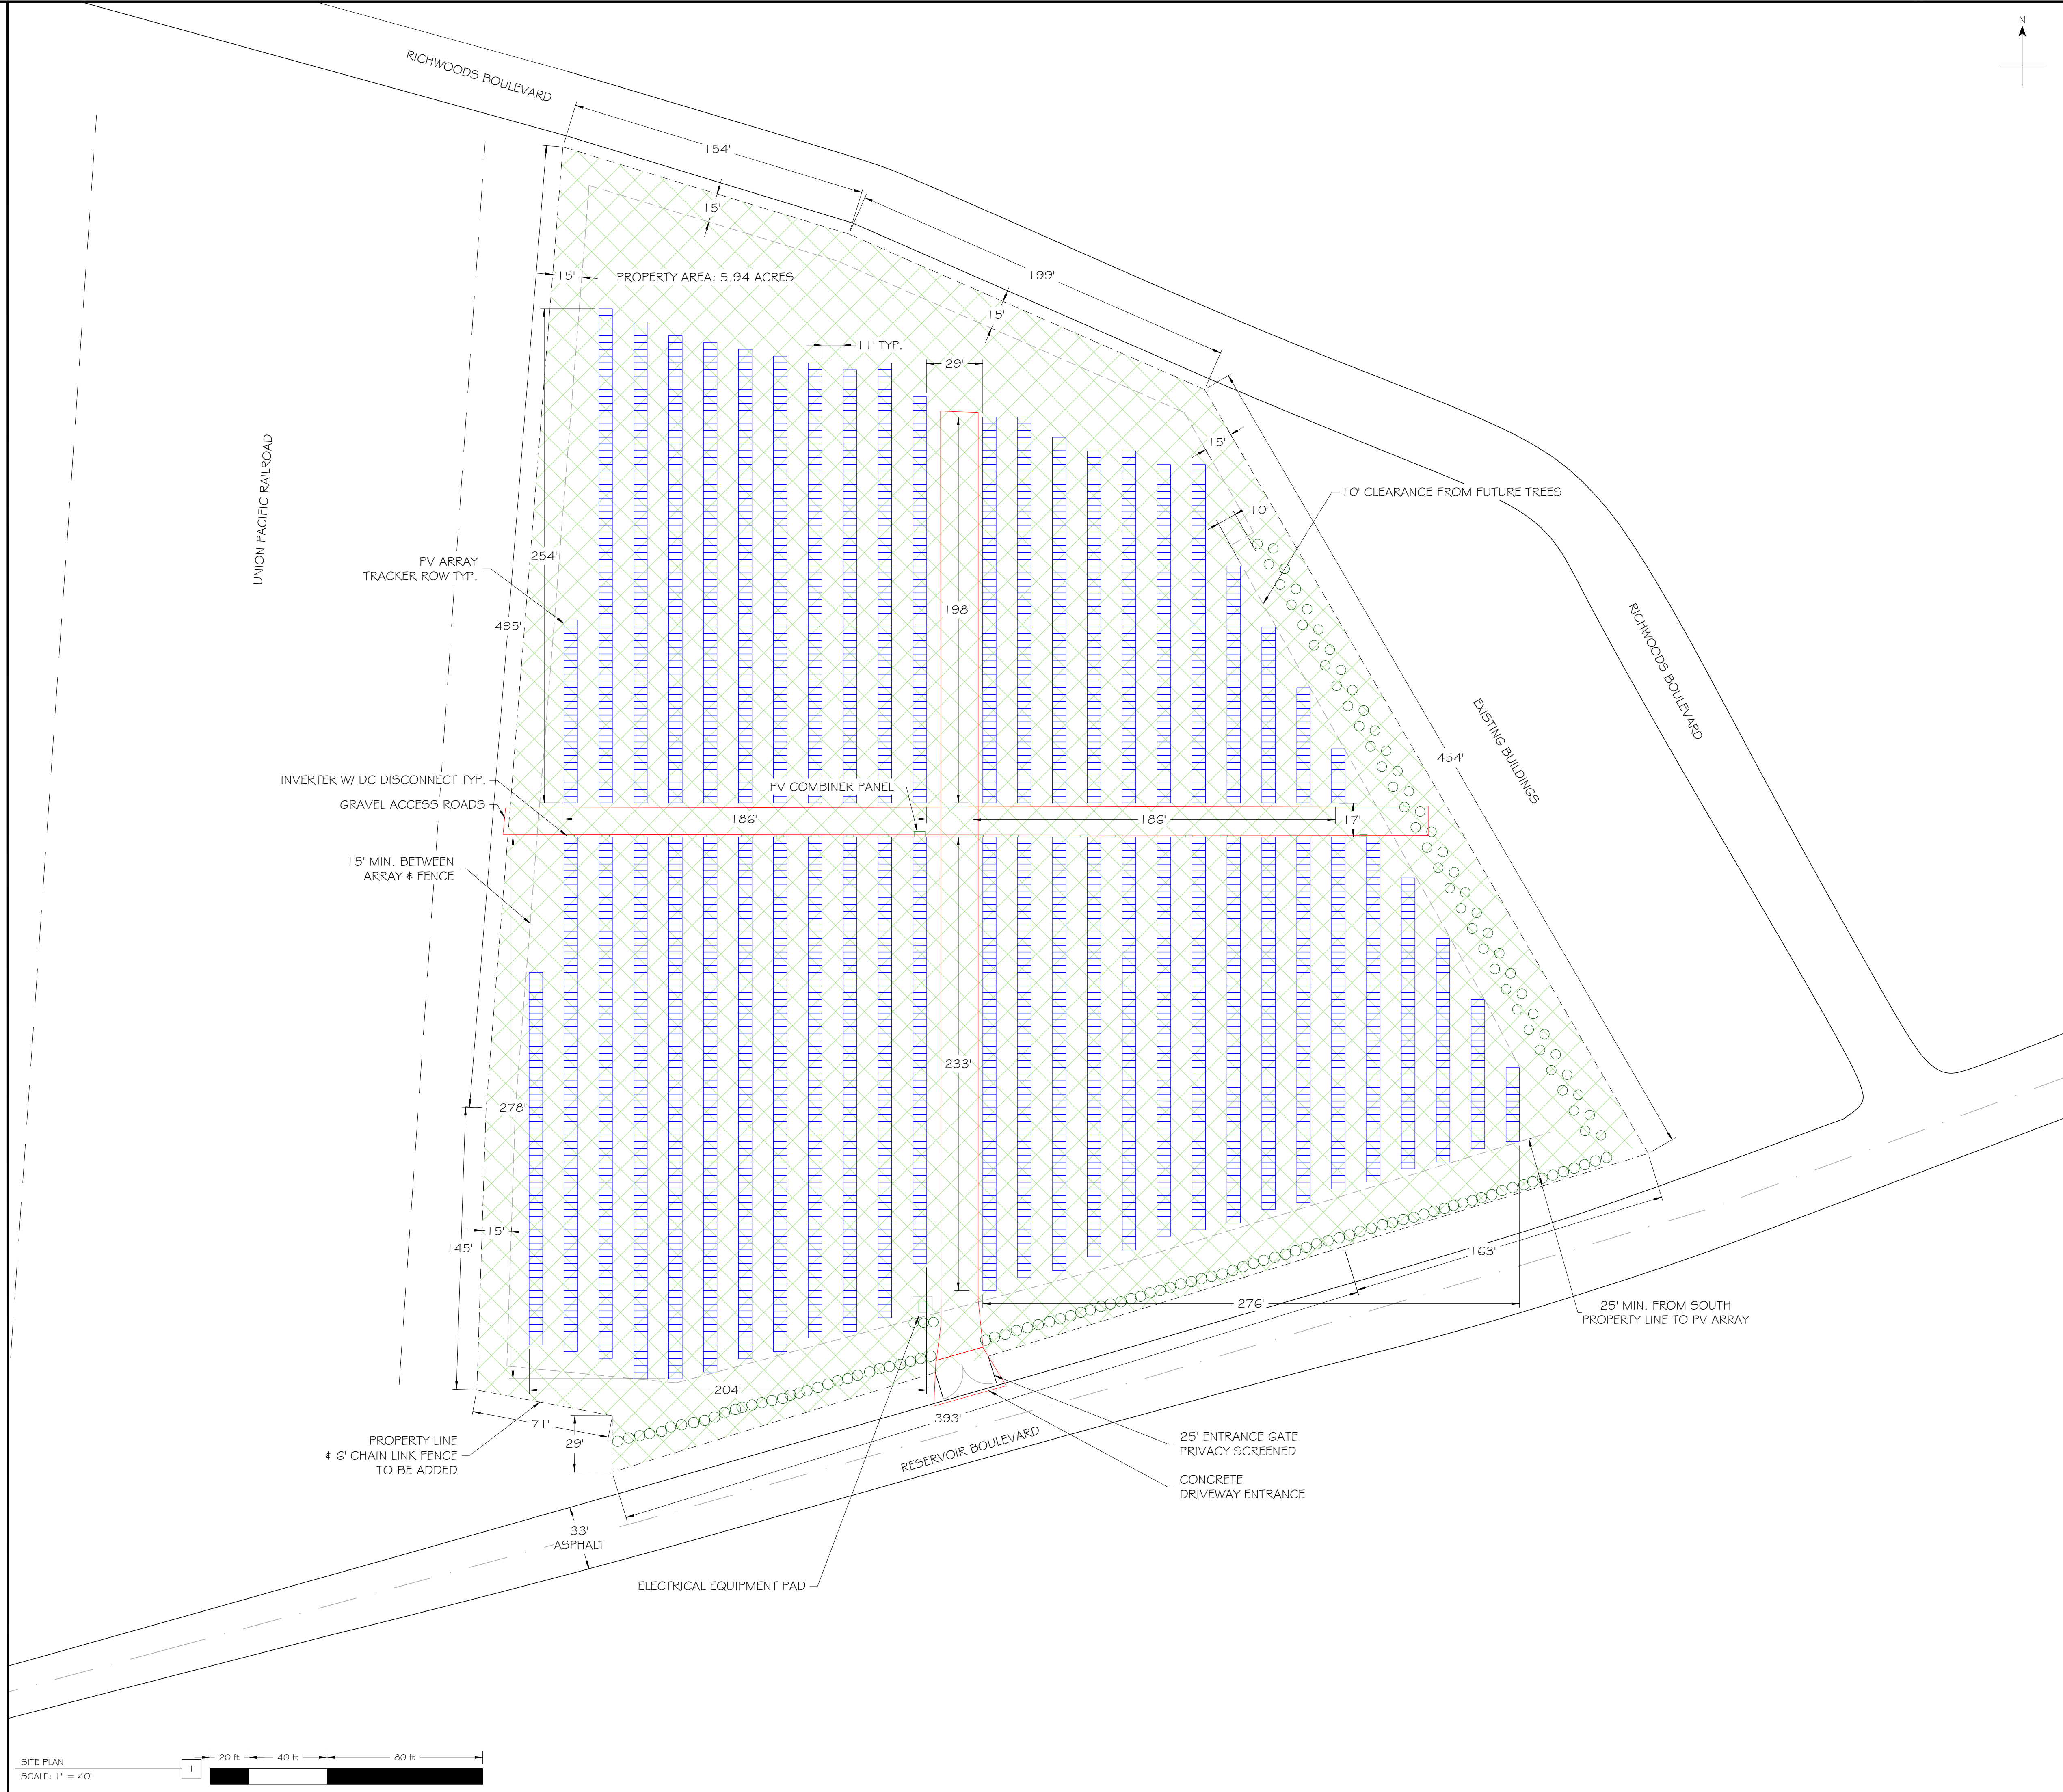 N
RICHWOODS BOULEVARD
154'
15'
199'
15'
PROPERTY AREA: 5.94 ACRES
15'
11' TYP.
29'
15'
10' CLEARANCE FROM FUTURE TREES
10'
UNION PACIFIC RAILROAD
254'
PV ARRAY
TRACKER ROW TYP.
198'
495'
RICHWOODS BOULEVARD
EXISTING BUILDINGS
454'
INVERTER W/ DC DISCONNECT TYP.
PV COMBINER PANEL
GRAVEL ACCESS ROADS
186'
186'
17'
15' MIN. BETWEEN
ARRAY & FENCE
233'
278'
15'
145'
163'
276'
25' MIN. FROM SOUTH
PROPERTY LINE TO PV ARRAY
204'
393'
71'
29'
PROPERTY LINE
& 6' CHAIN LINK FENCE
TO BE ADDED
RESERVOIR BOULEVARD
25' ENTRANCE GATE
PRIVACY SCREENED
CONCRETE
DRIVEWAY ENTRANCE
33'
ASPHALT
ELECTRICAL EQUIPMENT PAD
SITE PLAN
SCALE: 1" = 40'
1
20 ft
40 ft
80 ft